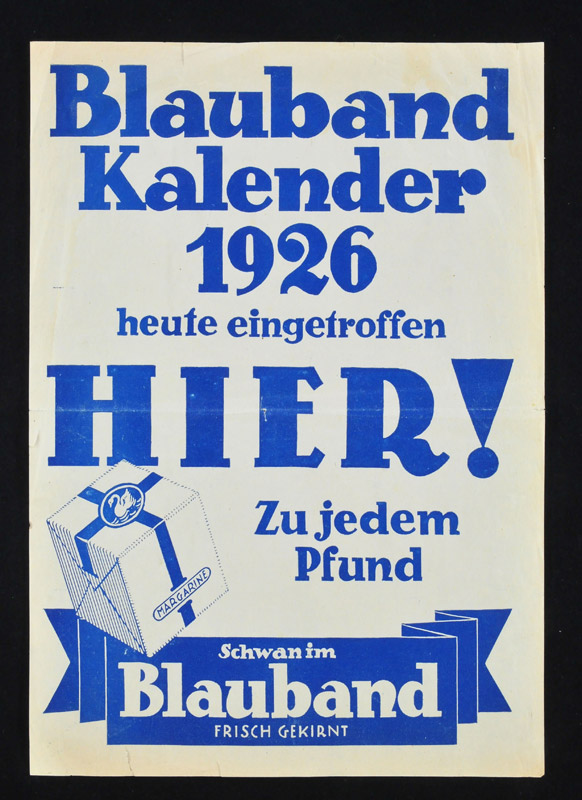 Blauband
Kalender
1926
heute eingetroffen
HIER!
Zu jedem
Pfund
MARGARINE
Schwan im
Blauband
FRISCH GEKIRNT